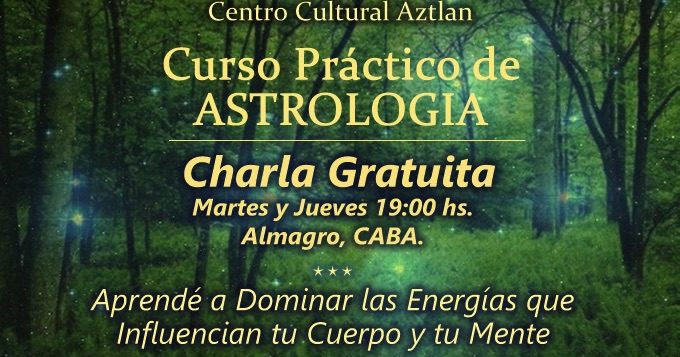 Centro Cultural Aztlan
Curso Práctico de
ASTROLOGIA
Charla Gratuita
Martes y Jueves 19:00 hs.
Almagro, CABA.
***
Aprendé a Dominar las Energías que
Influencian tu Cuerpo y tu Mente